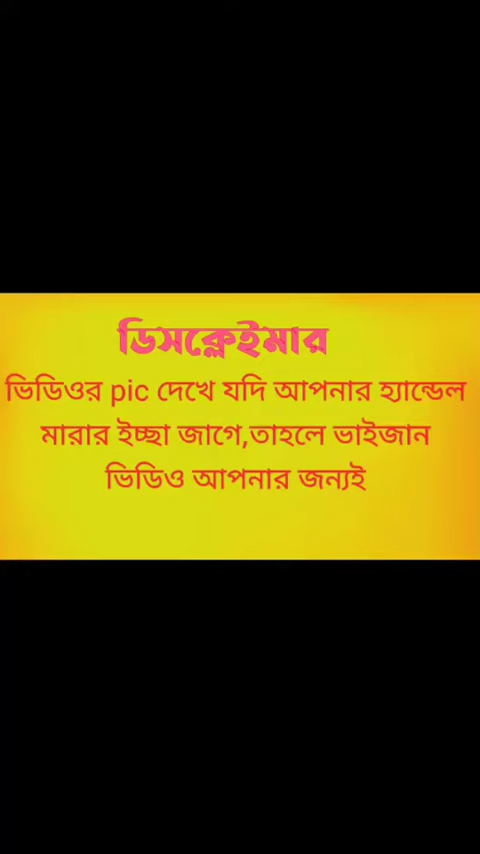 ডিসক্লেইমার
ভিডিওর pic দেখে যদি আপনার হ্যান্ডেল
মারার ইচ্ছা জাগে,তাহলে ভাইজান
ভিডিও আপনার জন্যই